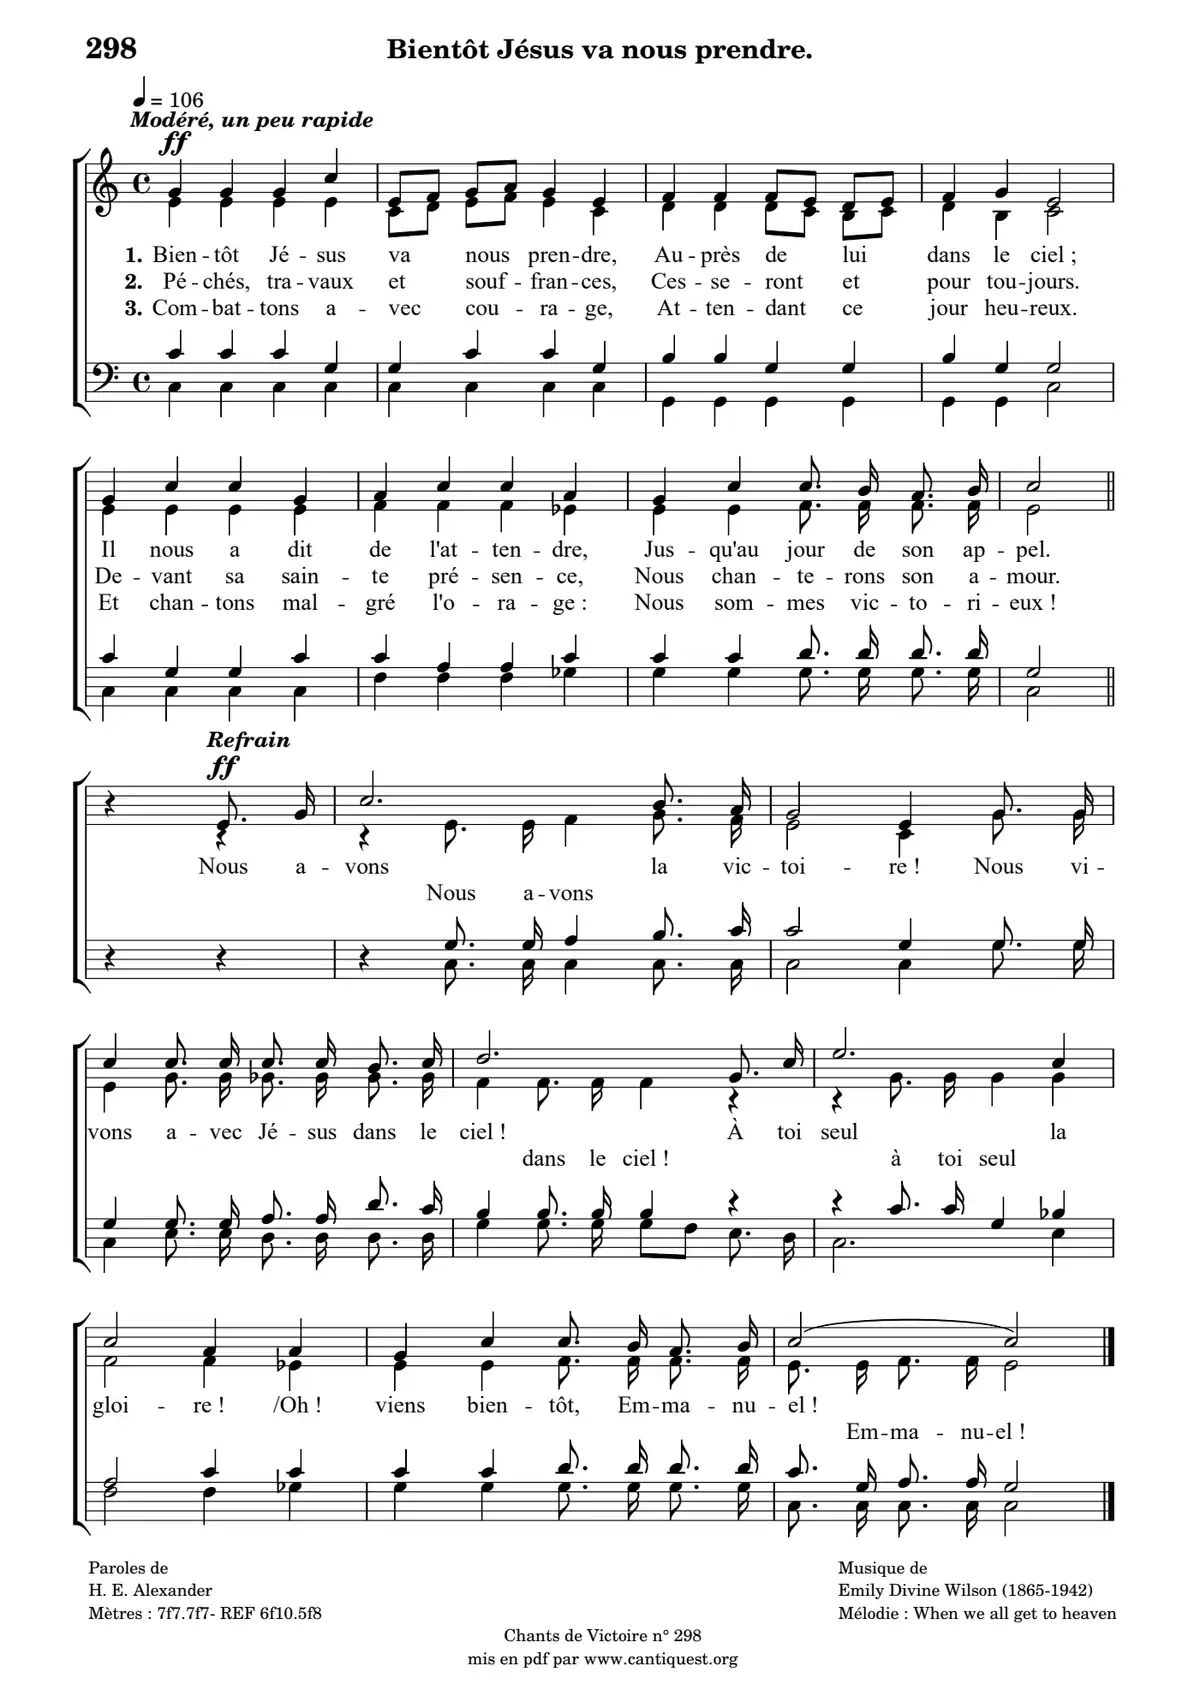 298 Bientôt Jésus va nous prendre.
= 106
Modéré, un peu rapide
ff
1. Bien - tôt Jé - sus va nous pren - dre, Au - près de lui dans le ciel ;
2. Pé - chés, tra - vaux et souf - fran - ces, Ces - se - ront et pour tou - jours.
3. Com - bat - tons a - vec cou - ra - ge, At - ten - dant ce jour heu - reux.
Il nous a dit de l'at - ten - dre, Jus - qu'au jour de son ap - pel.
De - vant sa sain - te pré - sen - ce, Nous chan - te - rons son a - mour.
Et chan - tons mal - gré l'o - ra - ge : Nous som - mes vic - to - ri - eux !
Refrain
ff
Nous a - vons la vic - toi - re ! Nous vi -
Nous a - vons
vons a - vec Jé - sus dans le ciel ! À toi seul la
dans le ciel ! à toi seul
gloi - re ! /Oh ! viens bien - tôt, Em - ma - nu - el !
Em - ma - nu - el !
Paroles de
H. E. Alexander
Mètres : 7f7.7f7- REF 6f10.5f8
Musique de
Emily Divine Wilson (1865-1942)
Mélodie : When we all get to heaven
Chants de Victoire n° 298
mis en pdf par www.cantiquest.org